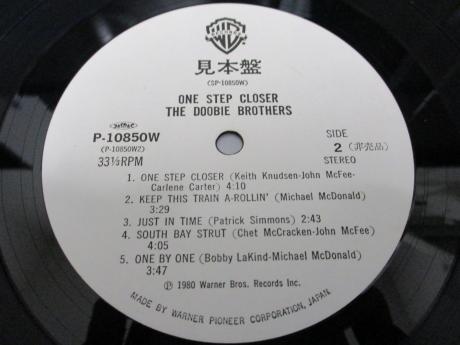 見本盤
(SP-10850W)
ONE STEP CLOSER
THE DOOBIE BROTHERS
P-10850W
(P-10850W2)
33⅓RPM
SIDE
2 (非売品)
STEREO
1. ONE STEP CLOSER (Keith Knudsen-John McFee-
Carlene Carter) 4:10
2. KEEP THIS TRAIN A-ROLLIN' (Michael McDonald)
3:29
3. JUST IN TIME (Patrick Simmons) 2:43
4. SOUTH BAY STRUT (Chet McCracken-John McFee)
4:05
5. ONE BY ONE (Bobby LaKind-Michael McDonald)
3:47
℗ 1980 Warner Bros. Records Inc.
MADE BY WARNER PIONEER CORPORATION, JAPAN